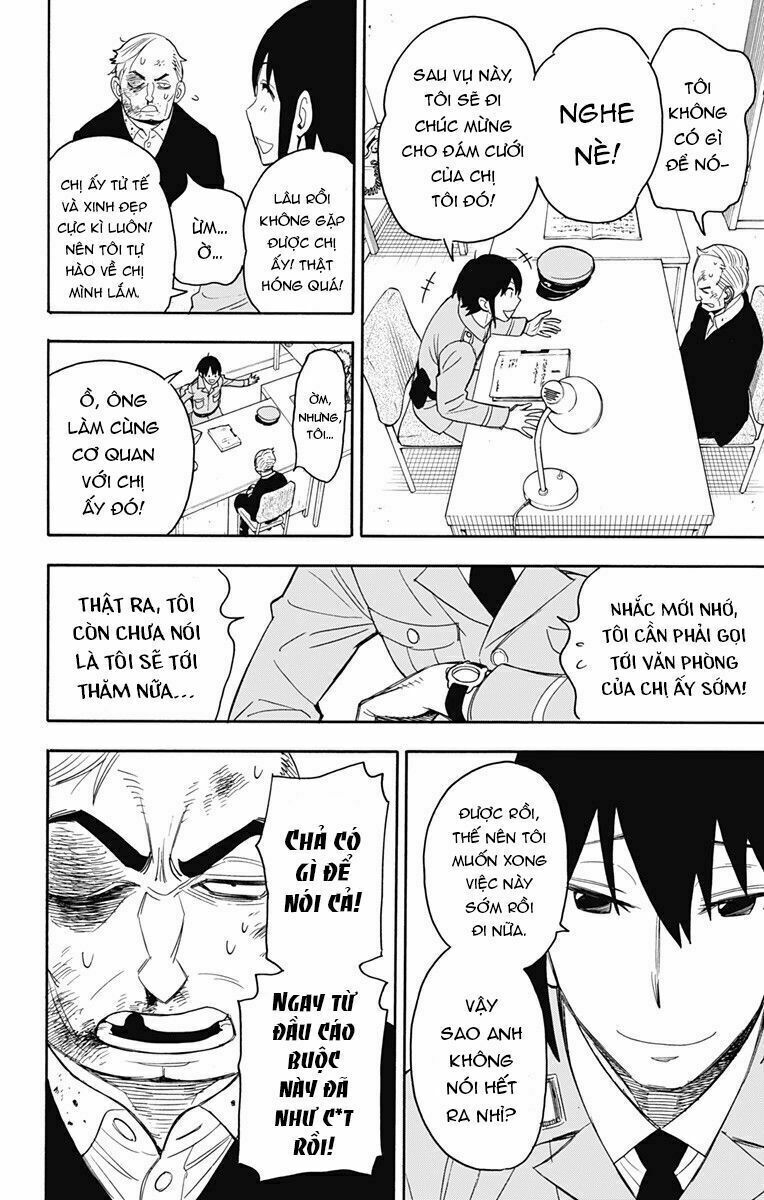 TÔI
KHÔNG
CÓ GÌ
ĐỂ NÓ-
NGHE
NÈ!
SAU VỤ NÀY,
TÔI SẼ ĐI
CHÚC MỪNG
CHO ĐÁM CƯỚI
CỦA CHỊ
TÔI ĐÓ!
LÂU RỒI
KHÔNG GẶP
ĐƯỢC CHỊ
ẤY! THẬT
HÓNG QUÁ!
ỪM...
Ờ...
CHỊ ẤY TỬ TẾ
VÀ XINH ĐẸP
CỰC KÌ LUÔN!
NÊN TÔI TỰ
HÀO VỀ CHỊ
MÌNH LẮM.
ỜM,
NHƯNG,
TÔI...
Ồ, ÔNG
LÀM CÙNG
CƠ QUAN
VỚI CHỊ
ẤY ĐÓ!
NHẮC MỚI NHỚ,
TÔI CẦN PHẢI GỌI
TỚI VĂN PHÒNG
CỦA CHỊ ẤY SỚM!
THẬT RA, TÔI
CÒN CHƯA NÓI
LÀ TÔI SẼ TỚI
THĂM NỮA...
ĐƯỢC RỒI,
THẾ NÊN TÔI
MUỐN XONG
VIỆC NÀY
SỚM RỒI
ĐI NỮA.
VẬY
SAO ANH
KHÔNG
NÓI HẾT
RA NHỈ?
CHẢ CÓ
GÌ ĐỂ
NÓI CẢ!
NGAY TỪ
ĐẦU CÁO
BUỘC
NÀY ĐÃ
NHƯ C*T
RỒI!